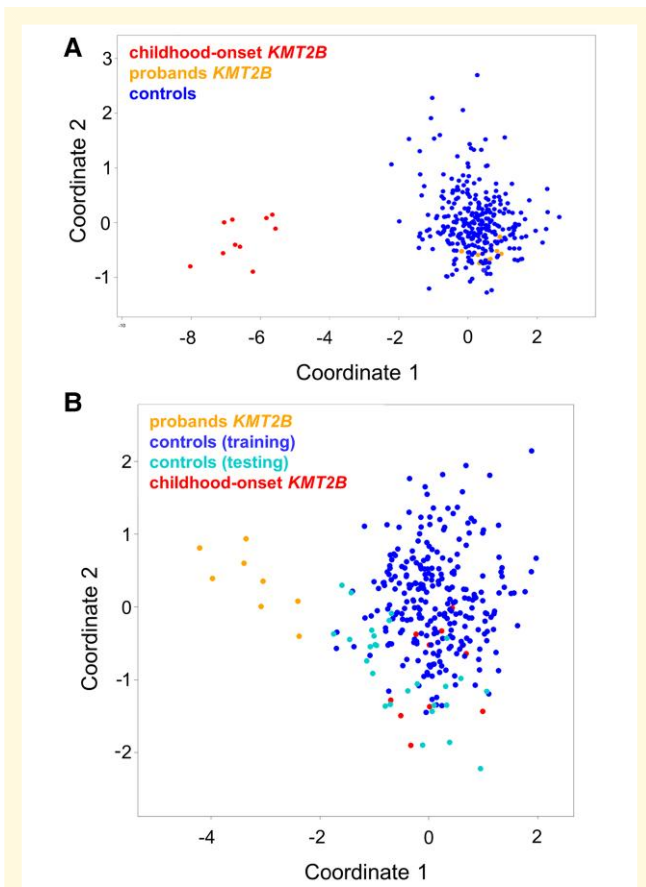 A
childhood-onset KMT2B
probands KMT2B
controls
Coordinate 2
3
2
1
0
-1
-8
-6
-4
-2
0
2
Coordinate 1
B
probands KMT2B
controls (training)
controls (testing)
childhood-onset KMT2B
Coordinate 2
2
1
0
-1
-2
-4
-2
0
2
Coordinate 1